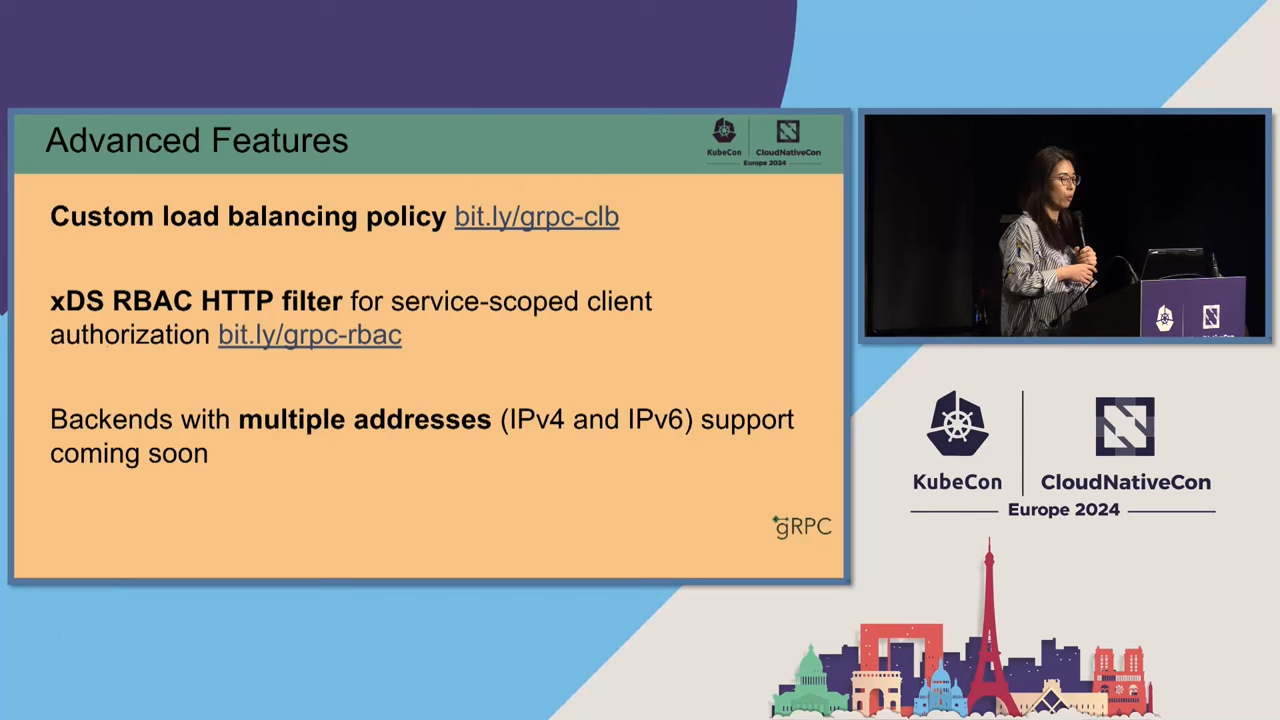 Advanced Features
KubeCon
CloudNativeCon
Europe 2024
Custom load balancing policy bit.ly/grpc-clb
xDS RBAC HTTP filter for service-scoped client
authorization bit.ly/grpc-rbac
Backends with multiple addresses (IPv4 and IPv6) support
coming soon
gRPC
KubeCon
CloudNativeCon
Europe 2024